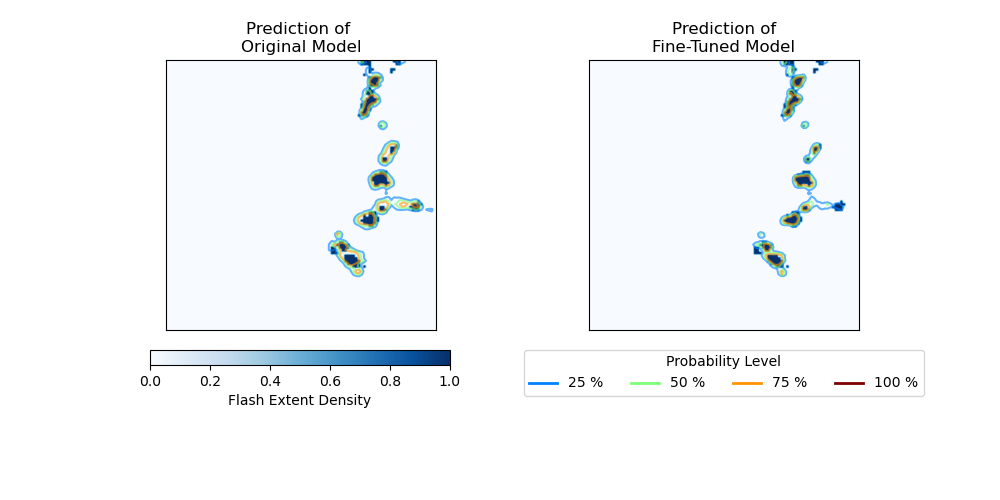 Prediction of
Original Model
Prediction of
Fine-Tuned Model
0.0 0.2 0.4 0.6 0.8 1.0
Flash Extent Density
Probability Level
25 % 50 % 75 % 100 %